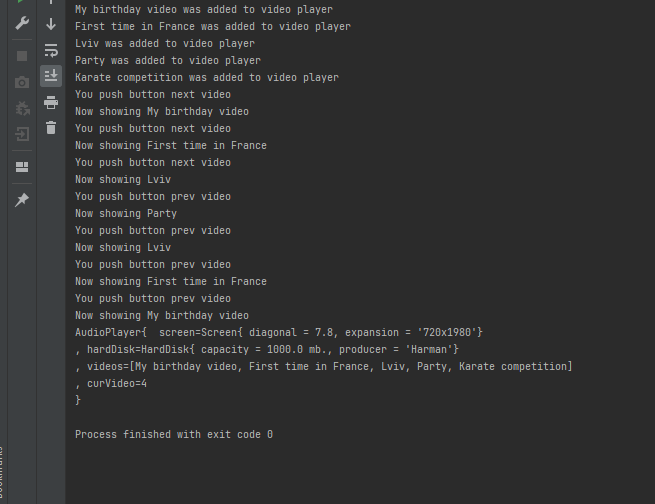 My birthday video was added to video player
First time in France was added to video player
Lviv was added to video player
Party was added to video player
Karate competition was added to video player
You push button next video
Now showing My birthday video
You push button next video
Now showing First time in France
You push button next video
Now showing Lviv
You push button prev video
Now showing Party
You push button prev video
Now showing Lviv
You push button prev video
Now showing First time in France
You push button prev video
Now showing My birthday video
AudioPlayer{  screen=Screen{ diagonal = 7.8, expansion = '720x1980'}
, hardDisk=HardDisk{ capacity = 1000.0 mb., producer = 'Harman'}
, videos=[My birthday video, First time in France, Lviv, Party, Karate competition]
, curVideo=4
}
Process finished with exit code 0